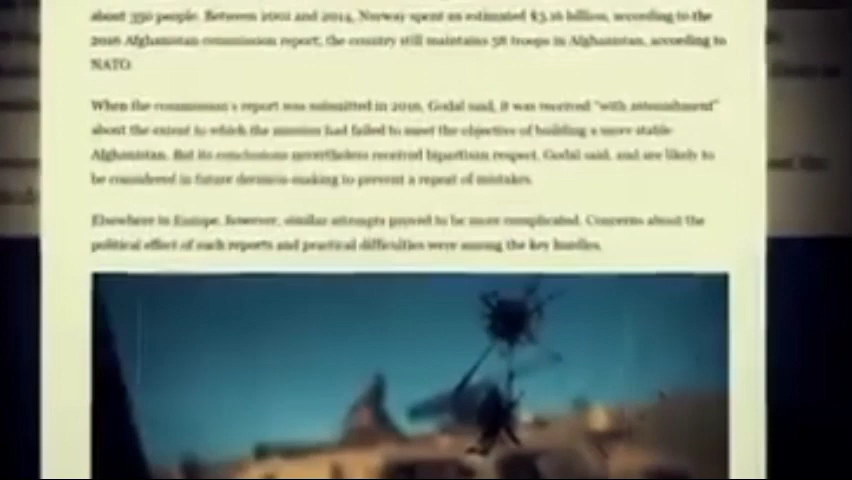 about 350 people. Between 2001 and 2014, Norway spent an estimated $3.16 billion, according to the
2016 Afghanistan commission report; the country still maintains 58 troops in Afghanistan, according to
NATO.
When the commission's report was submitted in 2016, Godal said, it was received "with astonishment"
about the extent to which the mission had failed to meet the objective of building a more stable
Afghanistan. But its conclusions nevertheless received bipartisan respect, Godal said, and are likely to
be considered in future decision-making to prevent a repeat of mistakes.
Elsewhere in Europe, however, similar attempts proved to be more complicated. Concerns about the
political effect of such reports and practical difficulties were among the key hurdles.